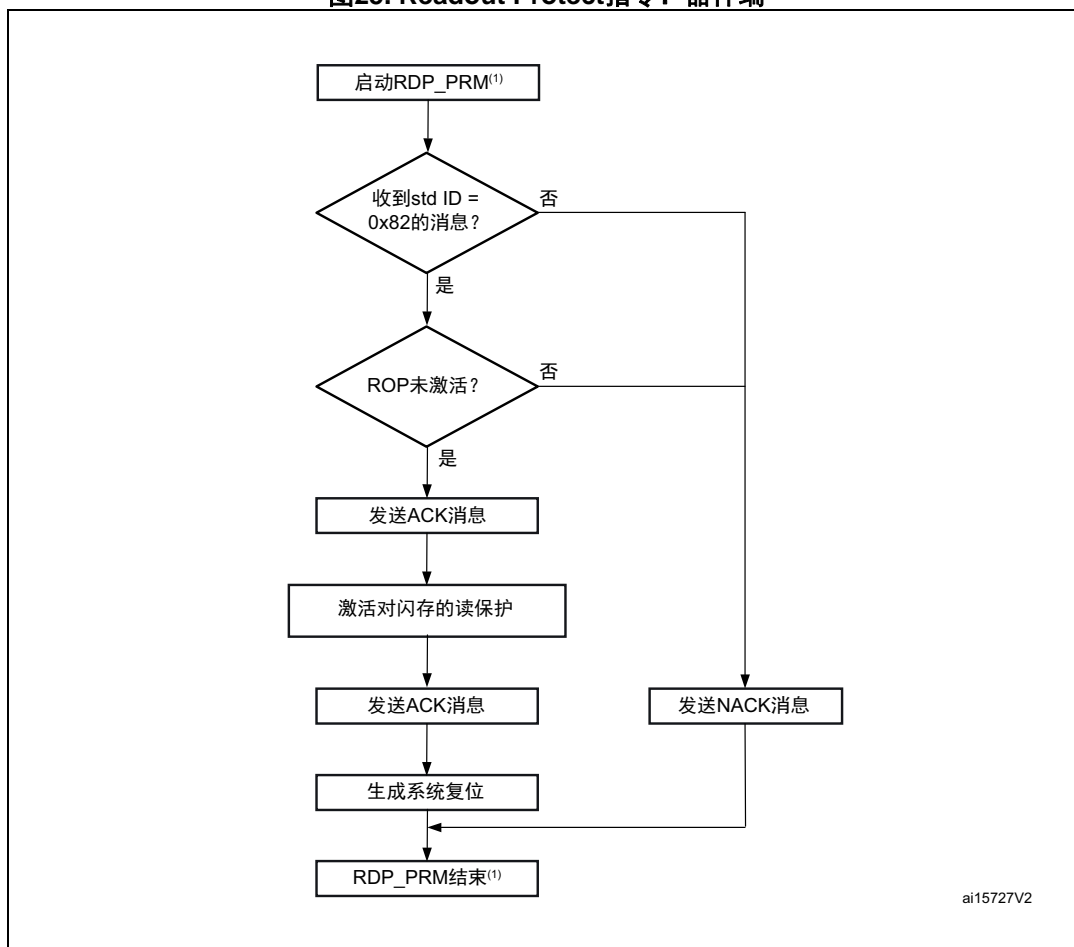 启动RDP_PRM(1)
收到std ID =
0x82的消息?
否
是
ROP未激活?
否
是
发送ACK消息
激活对闪存的读保护
发送ACK消息
发送NACK消息
生成系统复位
RDP_PRM结束(1)
ai15727V2